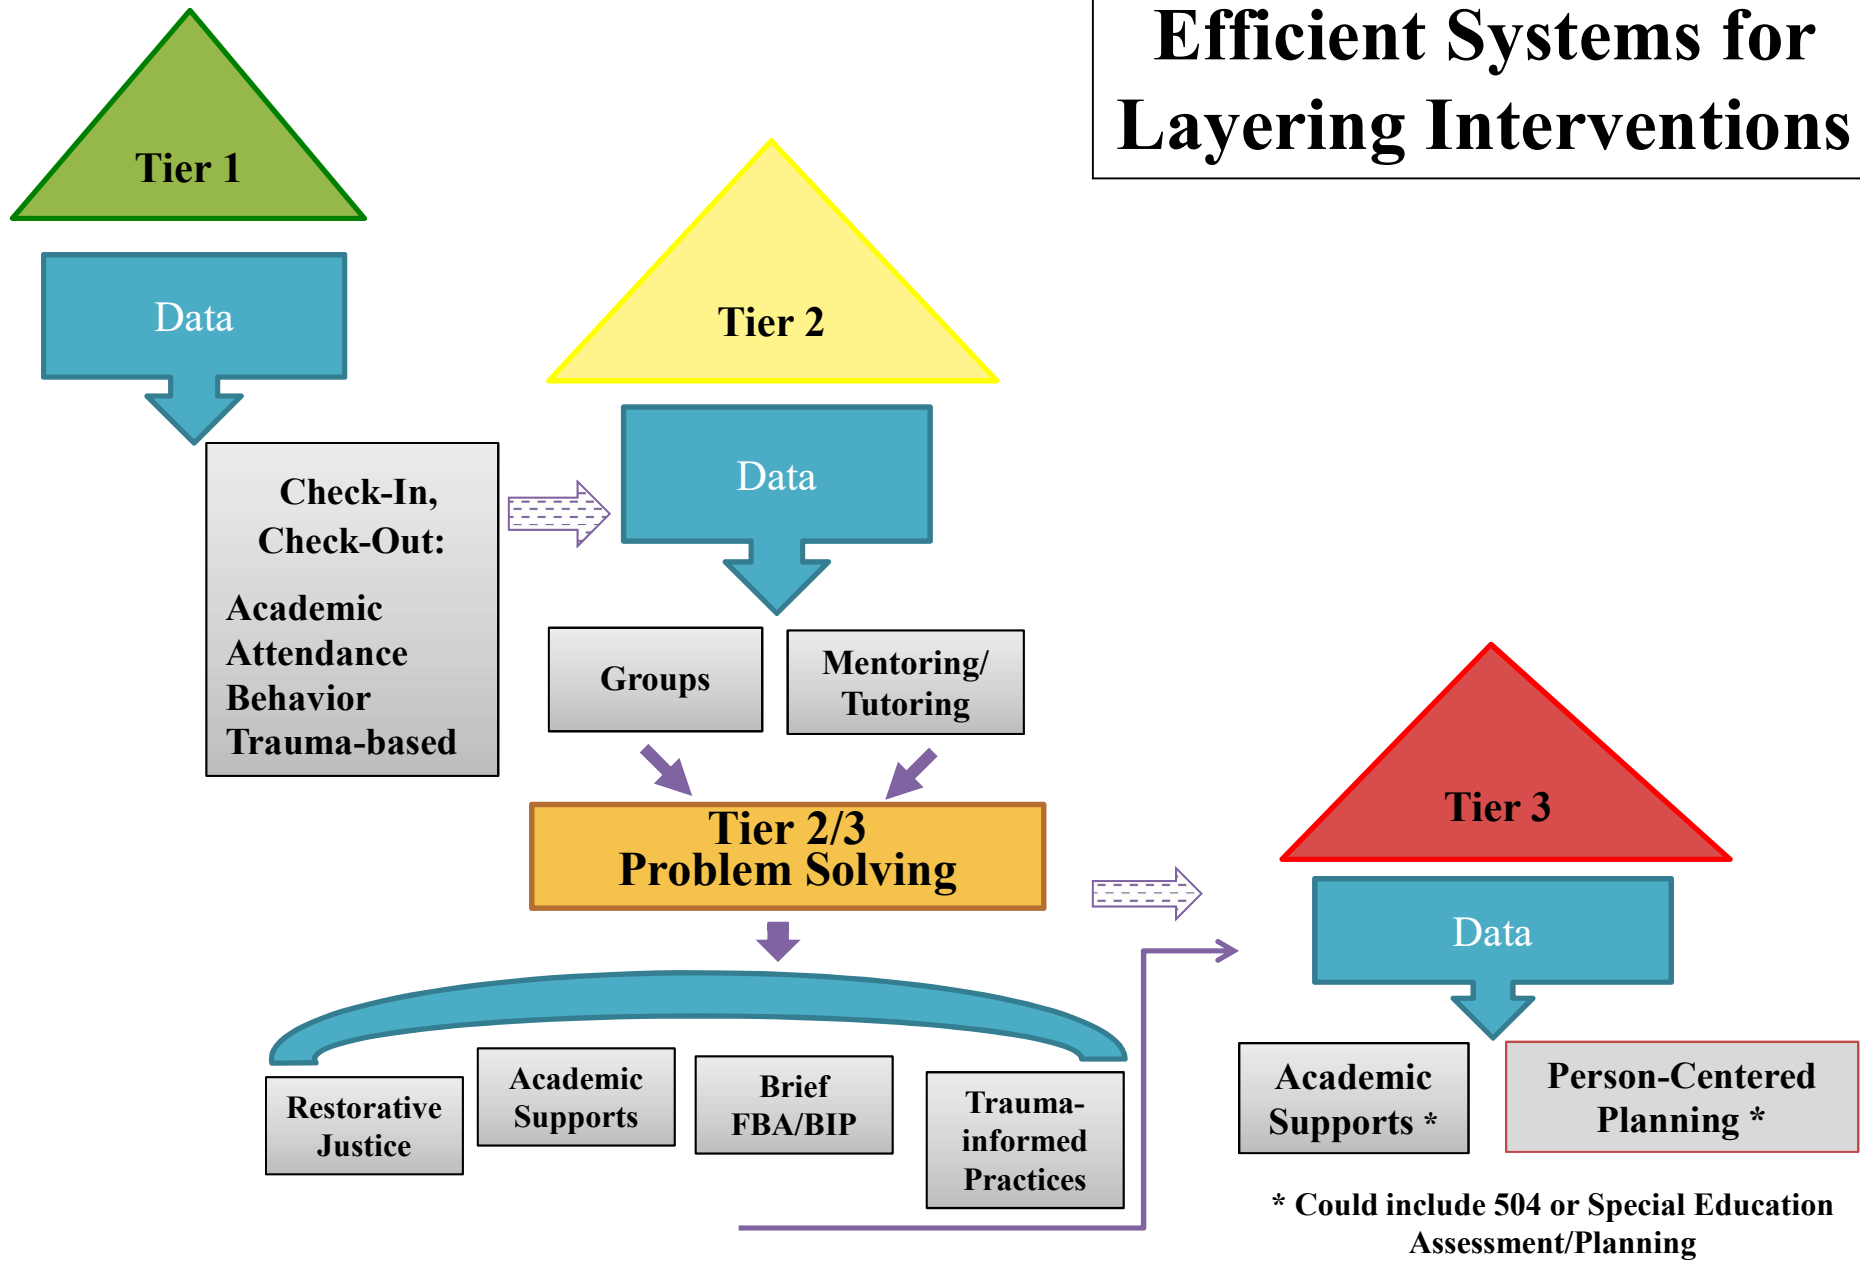 Efficient Systems for
Layering Interventions
Tier 1
Data
Check-In,
Check-Out:
Academic
Attendance
Behavior
Trauma-based
Tier 2
Data
Groups
Mentoring/
Tutoring
Tier 2/3
Problem Solving
Restorative
Justice
Academic
Supports
Brief
FBA/BIP
Trauma-
informed
Practices
Tier 3
Data
Academic
Supports *
Person-Centered
Planning *
* Could include 504 or Special Education
Assessment/Planning